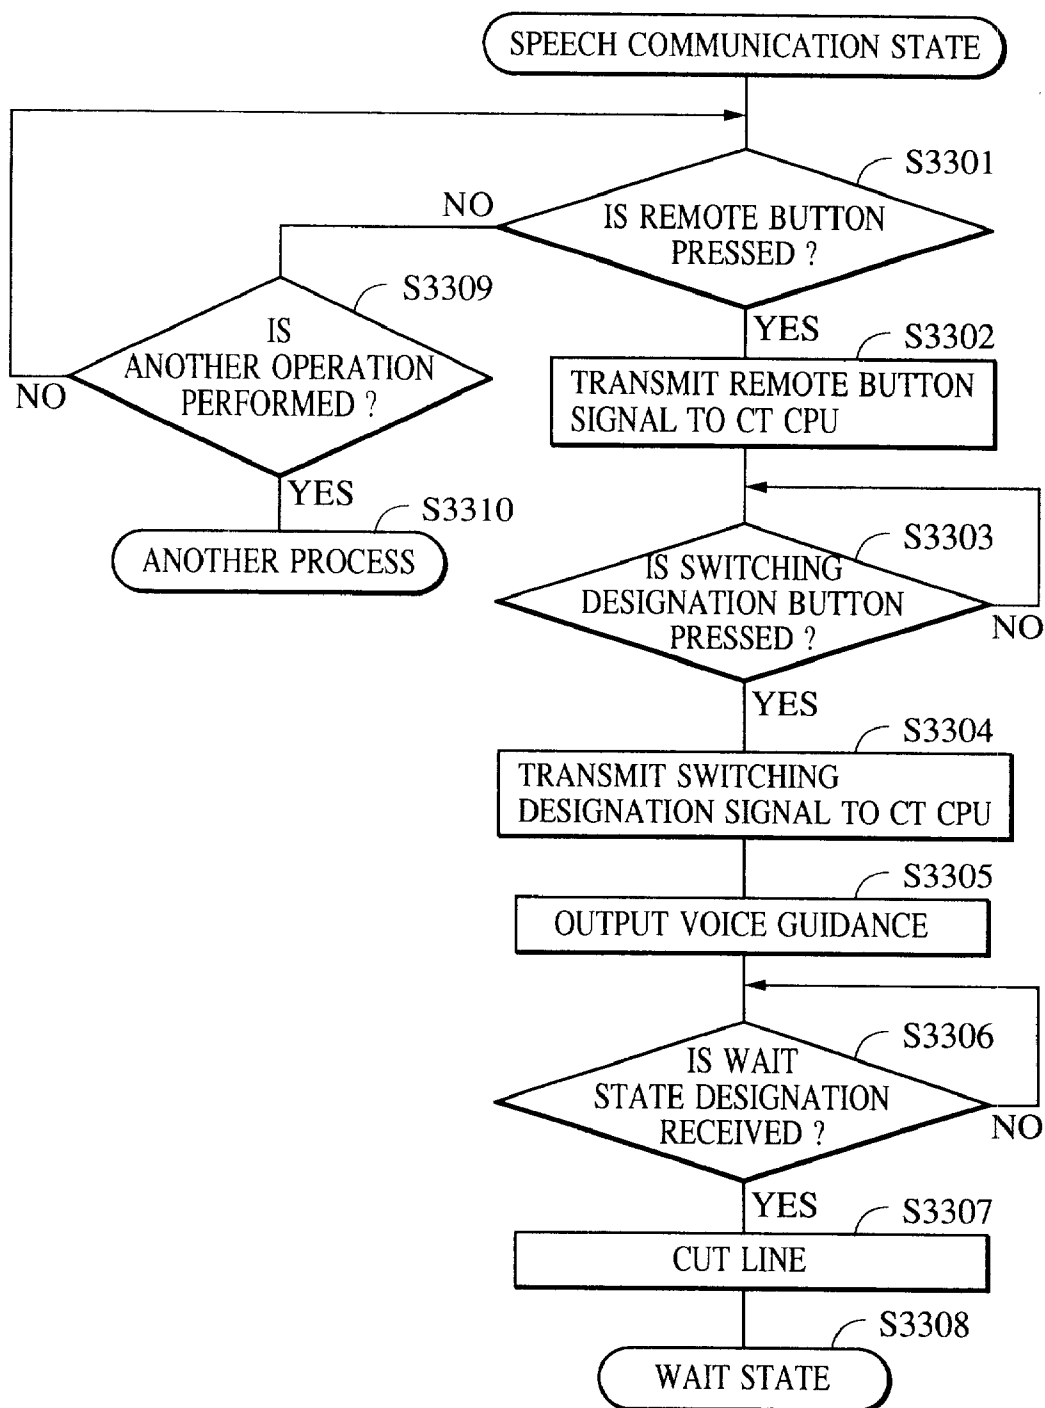 SPEECH COMMUNICATION STATE
S3301
NO
IS REMOTE BUTTON
PRESSED ?
S3309
IS
ANOTHER OPERATION
PERFORMED ?
NO
YES
S3302
TRANSMIT REMOTE BUTTON
SIGNAL TO CT CPU
YES
S3310
ANOTHER PROCESS
S3303
IS SWITCHING
DESIGNATION BUTTON
PRESSED ?
NO
YES
S3304
TRANSMIT SWITCHING
DESIGNATION SIGNAL TO CT CPU
S3305
OUTPUT VOICE GUIDANCE
S3306
IS WAIT
STATE DESIGNATION
RECEIVED ?
NO
YES
S3307
CUT LINE
S3308
WAIT STATE